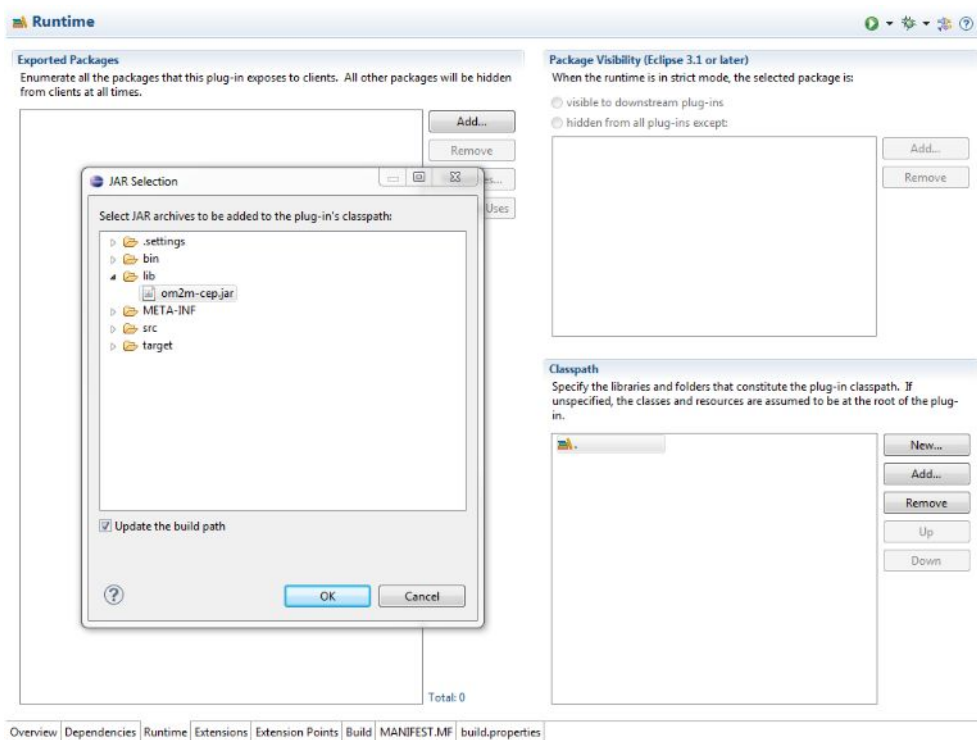 Runtime
Exported Packages
Enumerate all the packages that this plug-in exposes to clients. All other packages will be hidden
from clients at all times.
Add...
Remove
es...
Uses
Total: 0
JAR Selection
Select JAR archives to be added to the plug-in's classpath:
.settings
bin
lib
om2m-cep.jar
META-INF
src
target
Update the build path
OK
Cancel
Package Visibility (Eclipse 3.1 or later)
When the runtime is in strict mode, the selected package is:
visible to downstream plug-ins
hidden from all plug-ins except:
Add...
Remove
Classpath
Specify the libraries and folders that constitute the plug-in classpath. If
unspecified, the classes and resources are assumed to be at the root of the plug-
in.
.
New...
Add...
Remove
Up
Down
Overview Dependencies Runtime Extensions Extension Points Build MANIFEST.MF build.properties